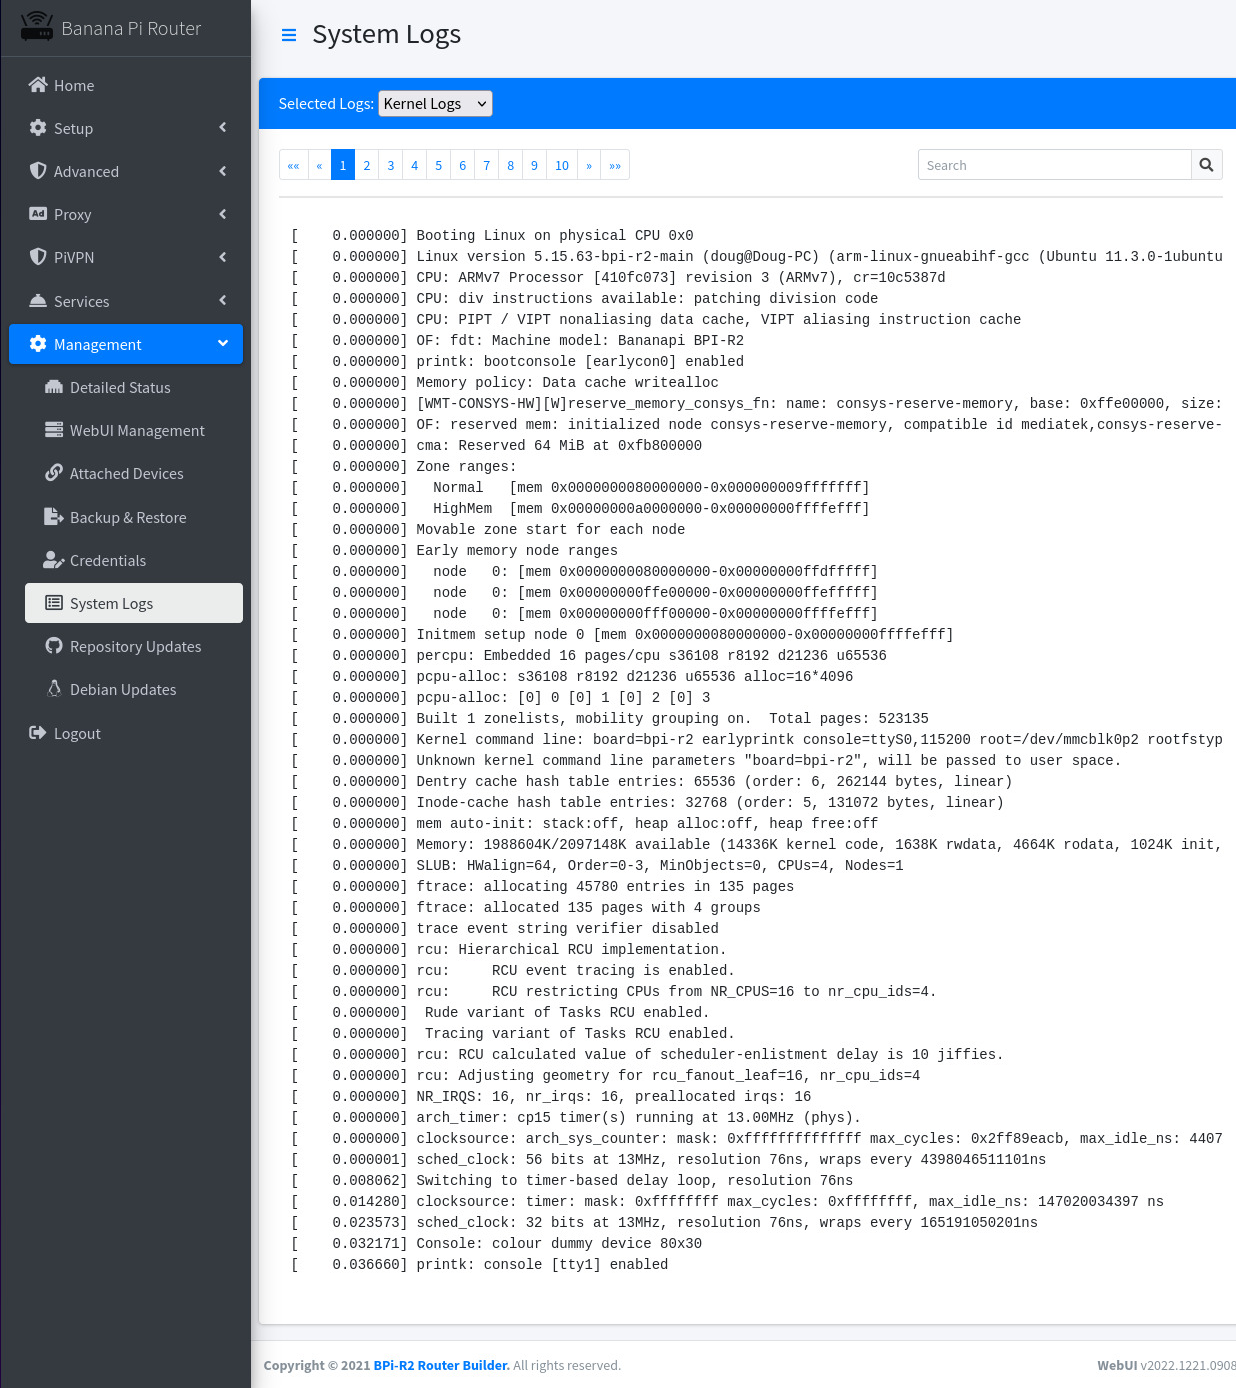 Banana Pi Router
Home
Setup
Advanced
Ad Proxy
PiVPN
Services
Management
Detailed Status
WebUI Management
Attached Devices
Backup & Restore
Credentials
System Logs
Repository Updates
Debian Updates
Logout
System Logs
Selected Logs: Kernel Logs
«« « 1 2 3 4 5 6 7 8 9 10 » »» Search
[    0.000000] Booting Linux on physical CPU 0x0
[    0.000000] Linux version 5.15.63-bpi-r2-main (doug@Doug-PC) (arm-linux-gnueabihf-gcc (Ubuntu 11.3.0-1ubuntu
[    0.000000] CPU: ARMv7 Processor [410fc073] revision 3 (ARMv7), cr=10c5387d
[    0.000000] CPU: div instructions available: patching division code
[    0.000000] CPU: PIPT / VIPT nonaliasing data cache, VIPT aliasing instruction cache
[    0.000000] OF: fdt: Machine model: Bananapi BPI-R2
[    0.000000] printk: bootconsole [earlycon0] enabled
[    0.000000] Memory policy: Data cache writealloc
[    0.000000] [WMT-CONSYS-HW][W]reserve_memory_consys_fn: name: consys-reserve-memory, base: 0xffe00000, size:
[    0.000000] OF: reserved mem: initialized node consys-reserve-memory, compatible id mediatek,consys-reserve-
[    0.000000] cma: Reserved 64 MiB at 0xfb800000
[    0.000000] Zone ranges:
[    0.000000]   Normal   [mem 0x0000000080000000-0x000000009fffffff]
[    0.000000]   HighMem  [mem 0x00000000a0000000-0x00000000ffffefff]
[    0.000000] Movable zone start for each node
[    0.000000] Early memory node ranges
[    0.000000]   node   0: [mem 0x0000000080000000-0x00000000ffdfffff]
[    0.000000]   node   0: [mem 0x00000000ffe00000-0x00000000ffefffff]
[    0.000000]   node   0: [mem 0x00000000fff00000-0x00000000ffffefff]
[    0.000000] Initmem setup node 0 [mem 0x0000000080000000-0x00000000ffffefff]
[    0.000000] percpu: Embedded 16 pages/cpu s36108 r8192 d21236 u65536
[    0.000000] pcpu-alloc: s36108 r8192 d21236 u65536 alloc=16*4096
[    0.000000] pcpu-alloc: [0] 0 [0] 1 [0] 2 [0] 3
[    0.000000] Built 1 zonelists, mobility grouping on.  Total pages: 523135
[    0.000000] Kernel command line: board=bpi-r2 earlyprintk console=ttyS0,115200 root=/dev/mmcblk0p2 rootfstyp
[    0.000000] Unknown kernel command line parameters "board=bpi-r2", will be passed to user space.
[    0.000000] Dentry cache hash table entries: 65536 (order: 6, 262144 bytes, linear)
[    0.000000] Inode-cache hash table entries: 32768 (order: 5, 131072 bytes, linear)
[    0.000000] mem auto-init: stack:off, heap alloc:off, heap free:off
[    0.000000] Memory: 1988604K/2097148K available (14336K kernel code, 1638K rwdata, 4664K rodata, 1024K init,
[    0.000000] SLUB: HWalign=64, Order=0-3, MinObjects=0, CPUs=4, Nodes=1
[    0.000000] ftrace: allocating 45780 entries in 135 pages
[    0.000000] ftrace: allocated 135 pages with 4 groups
[    0.000000] trace event string verifier disabled
[    0.000000] rcu: Hierarchical RCU implementation.
[    0.000000] rcu:     RCU event tracing is enabled.
[    0.000000] rcu:     RCU restricting CPUs from NR_CPUS=16 to nr_cpu_ids=4.
[    0.000000]  Rude variant of Tasks RCU enabled.
[    0.000000]  Tracing variant of Tasks RCU enabled.
[    0.000000] rcu: RCU calculated value of scheduler-enlistment delay is 10 jiffies.
[    0.000000] rcu: Adjusting geometry for rcu_fanout_leaf=16, nr_cpu_ids=4
[    0.000000] NR_IRQS: 16, nr_irqs: 16, preallocated irqs: 16
[    0.000000] arch_timer: cp15 timer(s) running at 13.00MHz (phys).
[    0.000000] clocksource: arch_sys_counter: mask: 0xffffffffffffff max_cycles: 0x2ff89eacb, max_idle_ns: 4407
[    0.000001] sched_clock: 56 bits at 13MHz, resolution 76ns, wraps every 4398046511101ns
[    0.008062] Switching to timer-based delay loop, resolution 76ns
[    0.014280] clocksource: timer: mask: 0xffffffff max_cycles: 0xffffffff, max_idle_ns: 147020034397 ns
[    0.023573] sched_clock: 32 bits at 13MHz, resolution 76ns, wraps every 165191050201ns
[    0.032171] Console: colour dummy device 80x30
[    0.036660] printk: console [tty1] enabled
Copyright © 2021 BPi-R2 Router Builder. All rights reserved. WebUI v2022.1221.0908